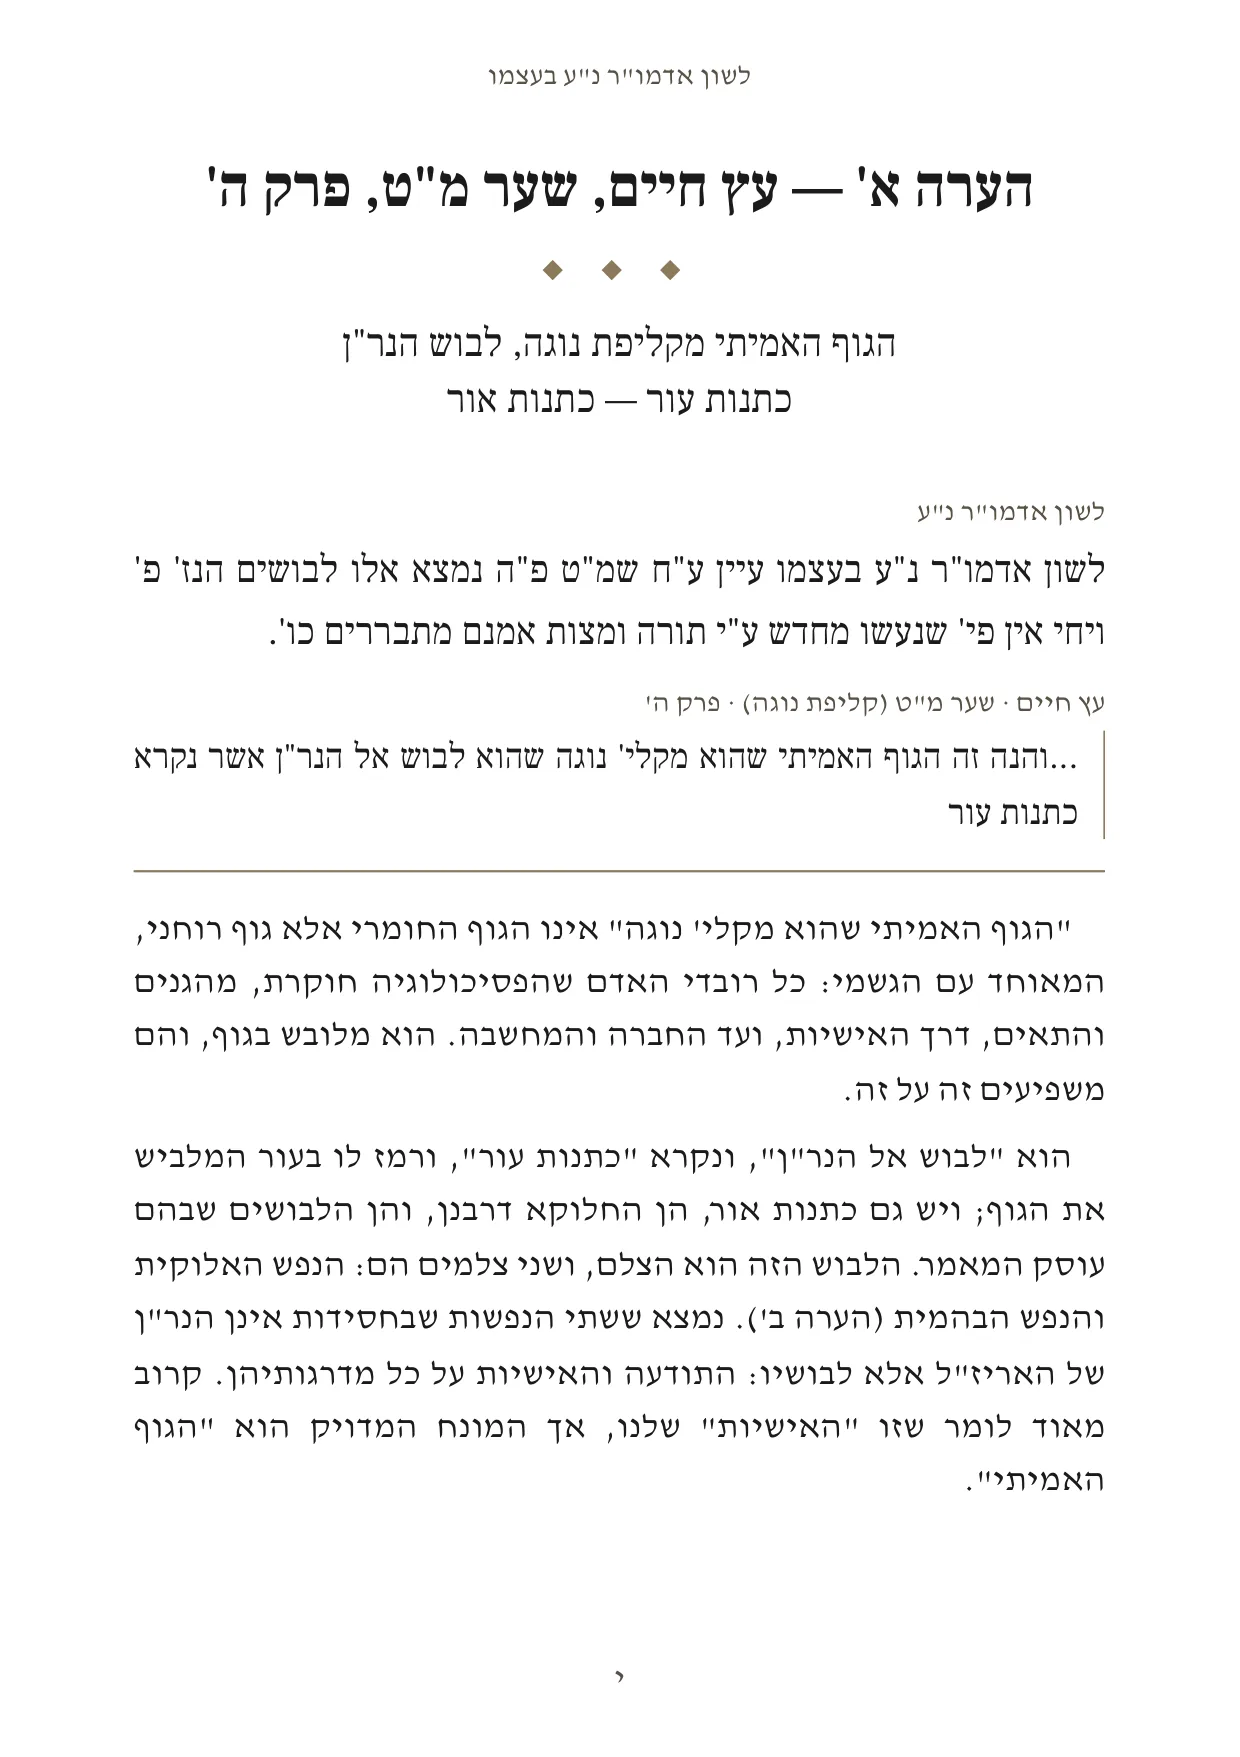 לשון אדמו״ר נ״ע בעצמו
הערה א' — עץ חיים, שער מ"ט, פרק ה'
הגוף האמיתי מקליפת נוגה, לבוש הנר"ן
כתנות עור — כתנות אור
לשון אדמו״ר נ״ע
לשון אדמו"ר נ"ע בעצמו עיין ע"ח שמ"ט פ"ה נמצא אלו לבושים הנז' פ'
ויחי אין פי' שנעשו מחדש ע"י תורה ומצות אמנם מתבררים כו'.
עץ חיים · שער מ״ט (קליפת נוגה) · פרק ה׳
...והנה זה הגוף האמיתי שהוא מקלי' נוגה שהוא לבוש אל הנר"ן אשר נקרא
כתנות עור
״הגוף האמיתי שהוא מקלי׳ נוגה״ אינו הגוף החומרי אלא גוף רוחני,
המאוחד עם הגשמי: כל רובדי האדם שהפסיכולוגיה חוקרת, מהגנים
והתאים, דרך האישיות, ועד החברה והמחשבה. הוא מלובש בגוף, והם
משפיעים זה על זה.
הוא ״לבוש אל הנר״ן״, ונקרא ״כתנות עור״, ורמז לו בעור המלביש
את הגוף; ויש גם כתנות אור, הן החלוקא דרבנן, והן הלבושים שבהם
עוסק המאמר. הלבוש הזה הוא הצלם, ושני צלמים הם: הנפש האלוקית
והנפש הבהמית (הערה ב׳). נמצא ששתי הנפשות שבחסידות אינן הנר״ן
של האריז״ל אלא לבושיו: התודעה והאישיות על כל מדרגותיהן. קרוב
מאוד לומר שזו ״האישיות״ שלנו, אך המונח המדויק הוא ״הגוף
האמיתי״.
י